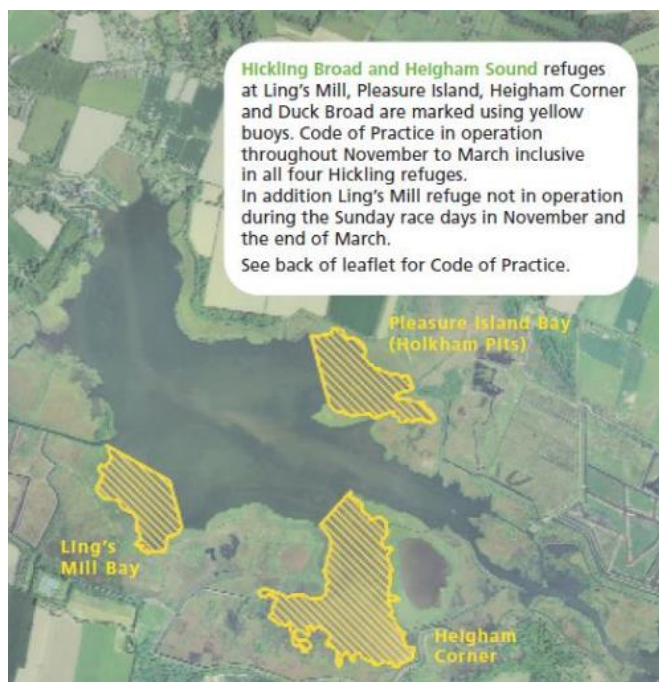 Hickling Broad and Heigham Sound refuges
at Ling's Mill, Pleasure Island, Heigham Corner
and Duck Broad are marked using yellow
buoys. Code of Practice in operation
throughout November to March inclusive
in all four Hickling refuges.
In addition Ling's Mill refuge not in operation
during the Sunday race days in November and
the end of March.
See back of leaflet for Code of Practice.
Pleasure Island Bay
(Holkham Pits)
Ling's
Mill Bay
Heigham
Corner